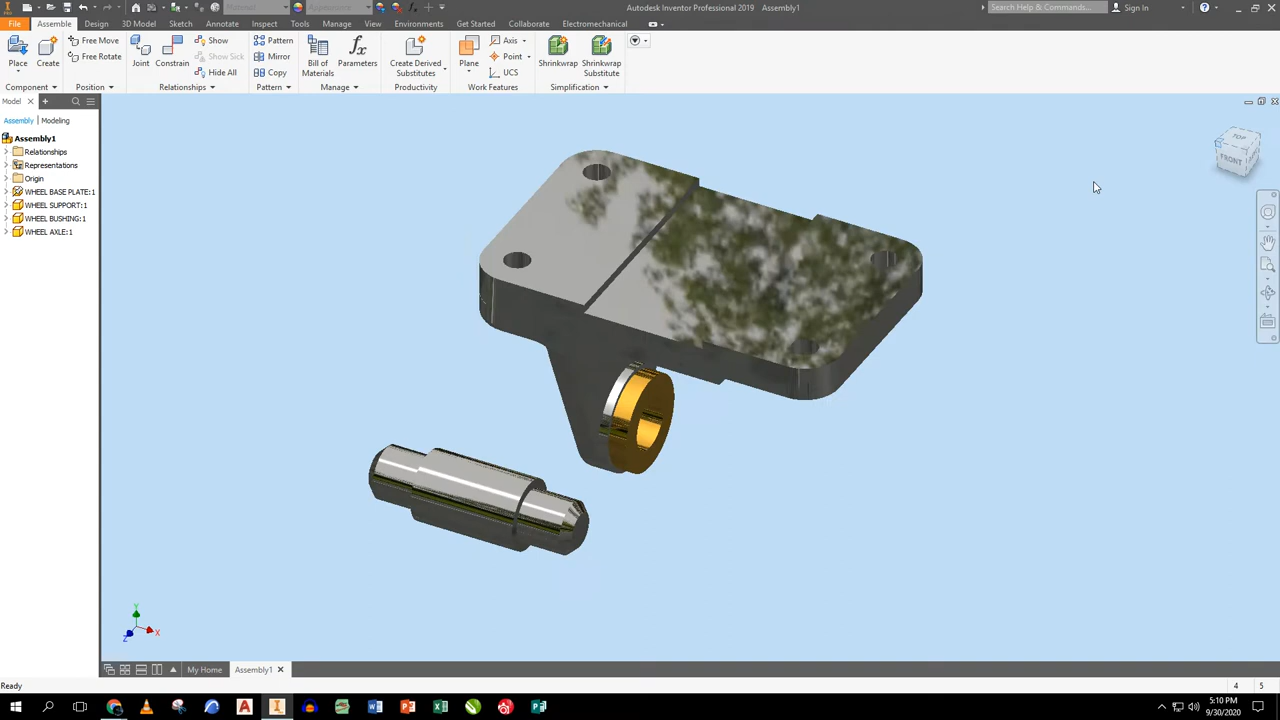 Autodesk Inventor Professional 2019 Assembly1
Search Help & Commands...
Sign In
File Assemble Design 3D Model Sketch Annotate Inspect Tools Manage View Environments Get Started Collaborate Electromechanical
Place
Create
Free Move
Free Rotate
Joint
Constrain
Show
Show Sick
Hide All
Pattern
Mirror
Copy
Bill of
Materials
Parameters
Create Derived
Substitutes
Plane
Axis
Point
UCS
Shrinkwrap
Shrinkwrap
Substitute
Component Position Relationships Pattern Manage Productivity Work Features Simplification
Model
Assembly Modeling
Assembly1
Relationships
Representations
Origin
WHEEL BASE PLATE:1
WHEEL SUPPORT:1
WHEEL BUSHING:1
WHEEL AXLE:1
TOP
FRONT
Y
Z
X
My Home Assembly1
Ready
4 5
5:10 PM
9/30/2020